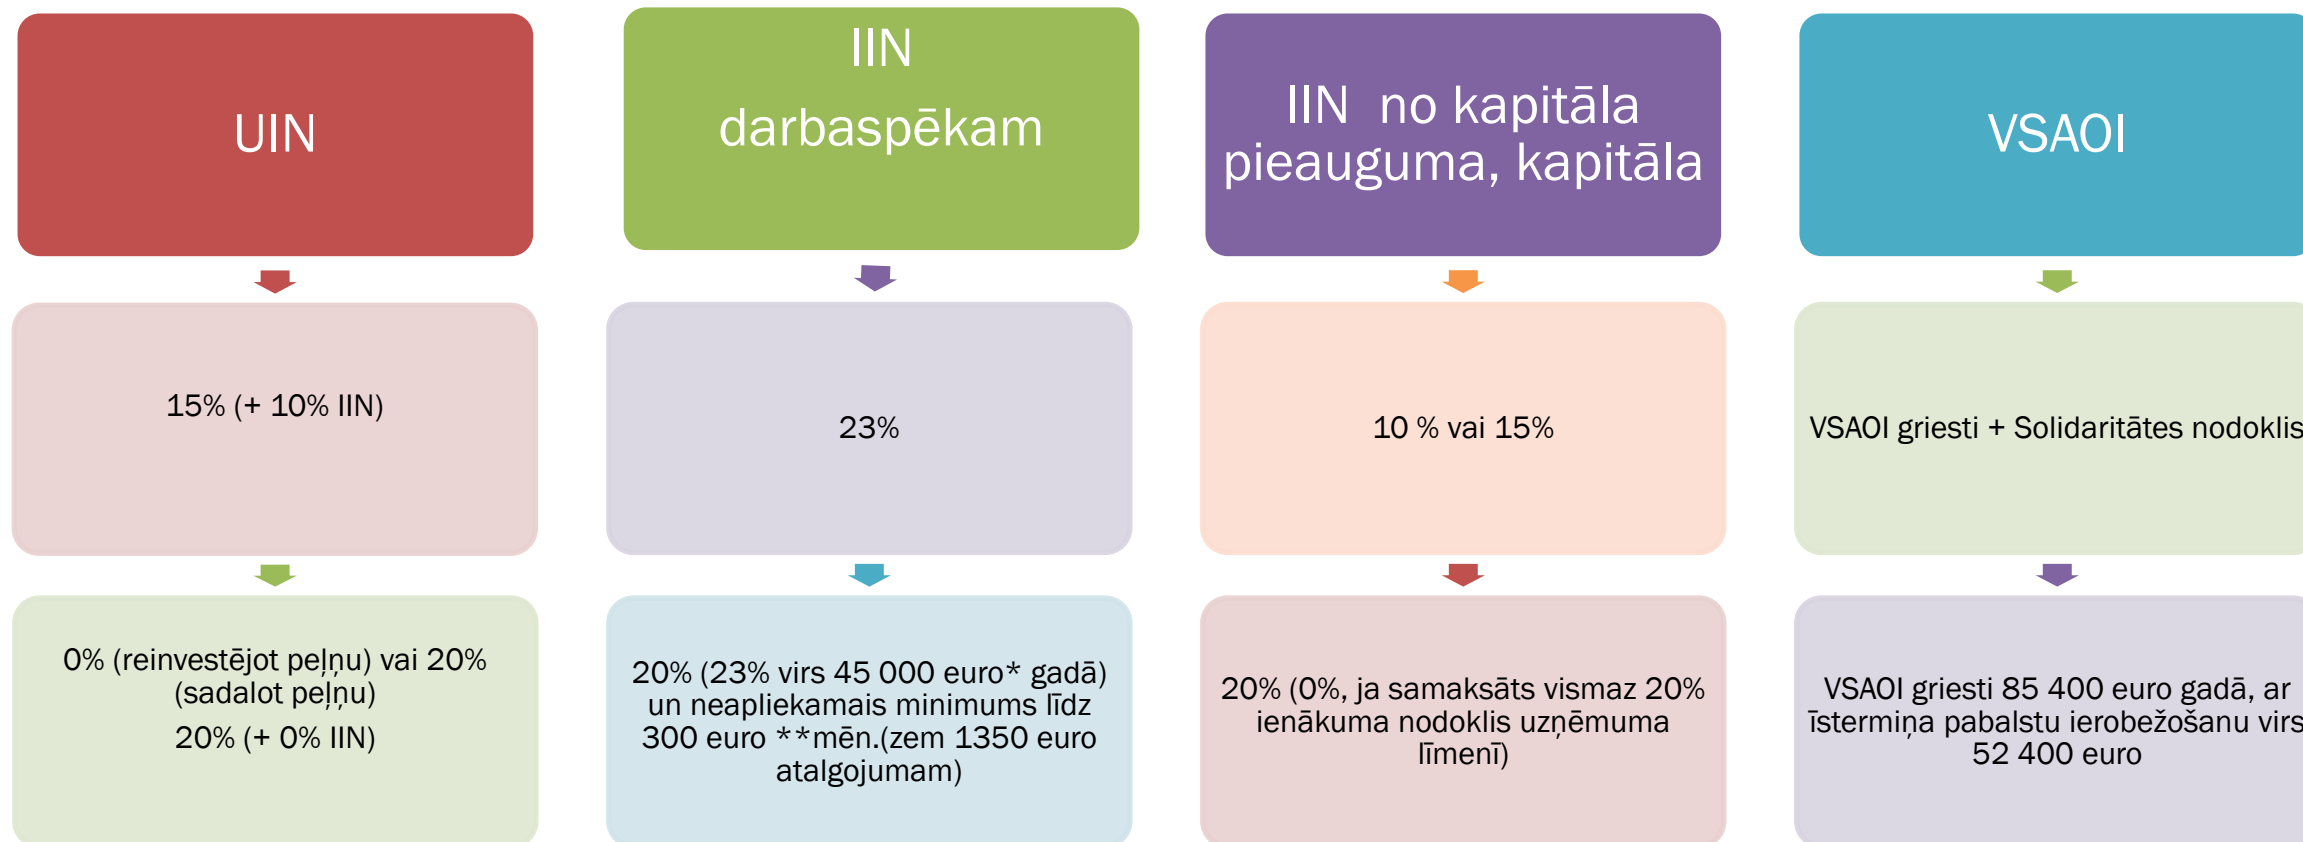 UIN
IIN
darbaspēkam
IIN  no kapitāla
pieauguma, kapitāla
VSAOI
15% (+ 10% IIN)
23%
10 % vai 15%
VSAOI griesti + Solidaritātes nodoklis
0% (reinvestējot peļņu) vai 20%
(sadalot peļņu)
20% (+ 0% IIN)
20% (23% virs 45 000 euro* gadā)
un neapliekamais minimums līdz
300 euro **mēn.(zem 1350 euro
atalgojumam)
20% (0%, ja samaksāts vismaz 20%
ienākuma nodoklis uzņēmuma
līmenī)
VSAOI griesti 85 400 euro gadā, ar
īstermiņa pabalstu ierobežošanu virs
52 400 euro